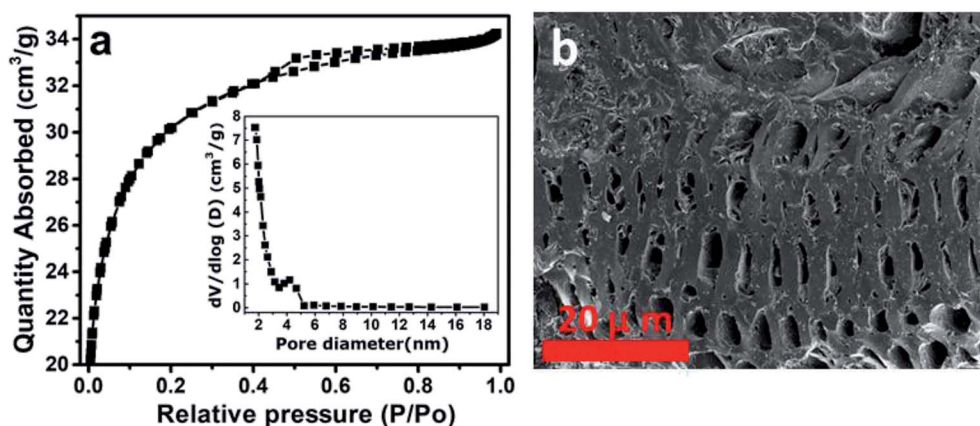 a
Quantity Absorbed (cm³/g)
34
32
30
28
26
24
22
20
0.0 0.2 0.4 0.6 0.8 1.0
Relative pressure (P/Po)
dV/dlog (D) (cm³/g)
8
7
6
5
4
3
2
1
0
2 4 6 8 10 12 14 16 18
Pore diameter(nm)
b
20 μ m